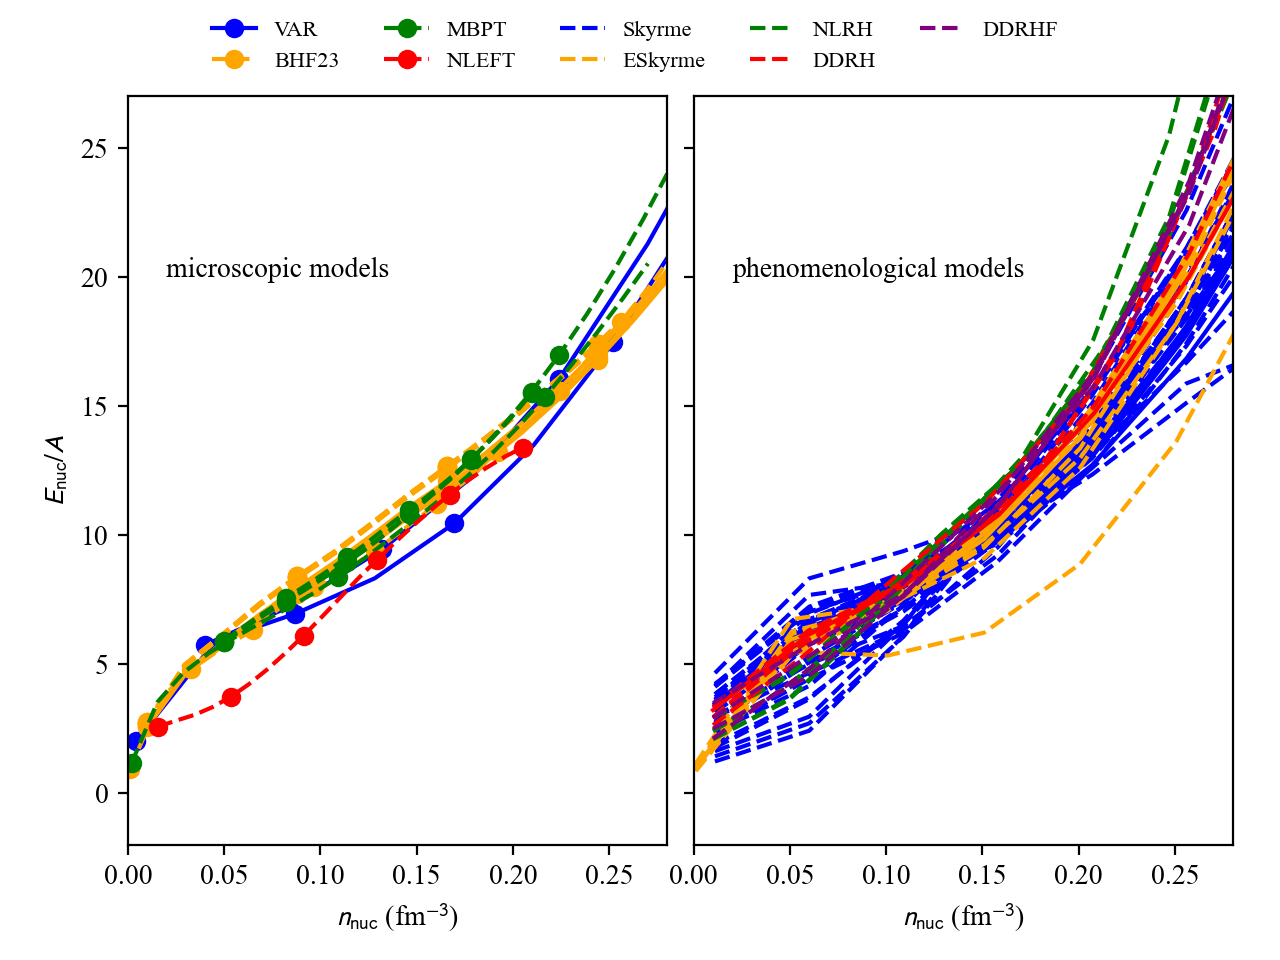 VAR MBPT Skyrme NLRH DDRHF
BHF23 NLEFT ESkyrme DDRH
microscopic models
phenomenological models
25
20
15
10
5
0
E_nuc/A
0.00 0.05 0.10 0.15 0.20 0.25
0.00 0.05 0.10 0.15 0.20 0.25
n_nuc (fm⁻³)
n_nuc (fm⁻³)